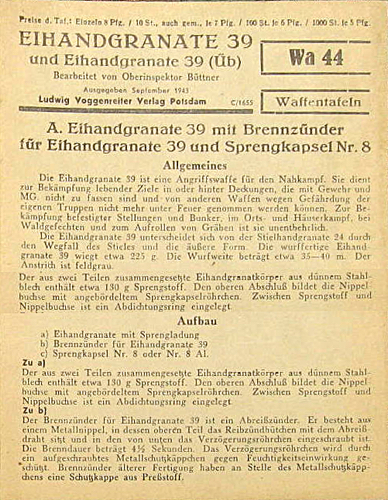 Preise d. Taf.: Einzeln 8 Pfg. / 10 St., auch gem., je 7 Pfg. / 100 St. je 6 Pfg. / 1000 St. je 5 Pfg.
EIHANDGRANATE 39
und Eihandgranate 39 (Üb)
Bearbeitet von Oberinspektor Büttner
Ausgegeben September 1943
Ludwig Voggenreiter Verlag Potsdam C/1655
Wa 44
Waffentafeln
A. Eihandgranate 39 mit Brennzünder
für Eihandgranate 39 und Sprengkapsel Nr. 8
Allgemeines
Die Eihandgranate 39 ist eine Angriffswaffe für den Nahkampf. Sie dient
zur Bekämpfung lebender Ziele in oder hinter Deckungen, die mit Gewehr und
MG. nicht zu fassen sind und von anderen Waffen wegen Gefährdung der
eigenen Truppen nicht mehr unter Feuer genommen werden können. Zur Be-
kämpfung befestigter Stellungen und Bunker, im Orts- und Häuserkampf, bei
Waldgefechten und zum Aufrollen von Gräben ist sie unentbehrlich.
Die Eihandgranate 39 unterscheidet sich von der Stielhandgranate 24 durch
den Wegfall des Stieles und die äußere Form. Die wurffertige Eihand-
granate 39 wiegt etwa 225 g. Die Wurfweite beträgt etwa 35—40 m. Der
Anstrich ist feldgrau.
Der aus zwei Teilen zusammengesetzte Eihandgranatkörper aus dünnem Stahl-
blech enthält etwa 130 g Sprengstoff. Den oberen Abschluß bildet die Nippel-
buchse mit angebördeltem Sprengkapselröhrchen. Zwischen Sprengstoff und
Nippelbuchse ist ein Abdichtungsring eingelegt
Aufbau
a) Eihandgranate mit Sprengladung
b) Brennzünder für Eihandgranate 39
c) Sprengkapsel Nr. 8 oder Nr. 8 Al.
Zu a)
Der aus zwei Teilen zusammengesetzte Eihandgranatkörper aus dünnem Stahl-
blech enthält etwa 130 g Sprengstoff. Den oberen Abschluß bildet die Nippel-
buchse mit angebördeltem Sprengkapselröhrchen. Zwischen Sprengstoff und
Nippelbuchse ist ein Abdichtungsring eingelegt.
Zu b)
Der Brennzünder für Eihandgranate 39 ist ein Abreißzünder. Er besteht aus
einem Metallnippel, in dessen oberen Teil das Reibzündhütchen mit dem Abreiß-
draht sitzt und in den von unten das Verzögerungsröhrchen eingeschraubt ist.
Die Brenndauer beträgt 4½ Sekunden. Das Verzögerungsröhrchen wird durch
ein aufgeschraubtes Metallschutzkäppchen gegen Feuchtigkeitseinwirkung ge-
schützt. Brennzünder älterer Fertigung haben an Stelle des Metallschutzkäpp-
chens eine Schutzkappe aus Preßstoff.